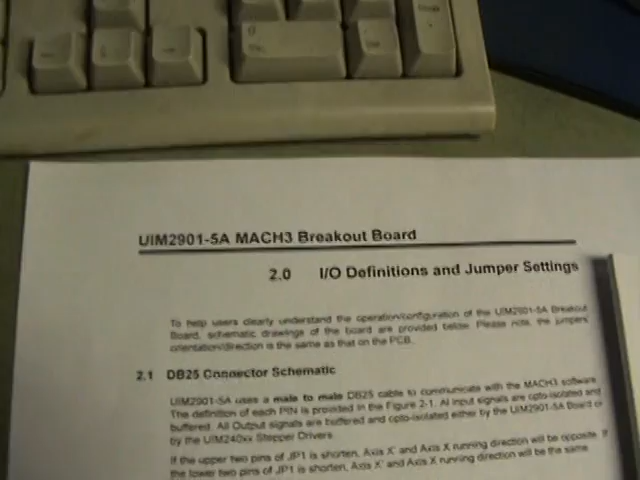 UIM2901-5A MACH3 Breakout Board
2.0 I/O Definitions and Jumper Settings
To help users clearly understand the operation/configuration of the UIM2901-5A Breakout
Board, schematic drawings of the board are provided below. Please note, the jumpers'
orientation/direction is the same as that on the PCB.
2.1 DB25 Connector Schematic
UIM2901-5A uses a male to male DB25 cable to communicate with the MACH3 software.
The definition of each PIN is provided in the Figure 2-1. Al input signals are opto-isolated and
buffered. All Output signals are buffered and opto-isolated either by the UIM2901-5A Board or
by the UIM240xx Stepper Drivers.
If the upper two pins of JP1 is shorten, Axis X' and Axis X running direction will be opposite. If
the lower two pins of JP1 is shorten, Axis X' and Axis X running direction will be the same.